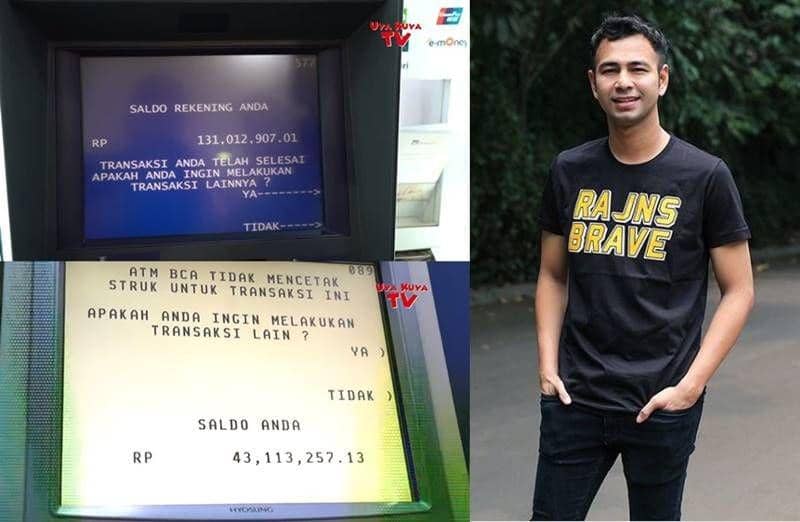 UYA KUYA
TV
e-money
577
SALDO REKENING ANDA
RP 131.012,907.01
TRANSAKSI ANDA TELAH SELESAI
APAKAH ANDA INGIN MELAKUKAN
TRANSAKSI LAINNYA ?
YA-------->
TIDAK----->
089
ATM BCA TIDAK MENCETAK
STRUK UNTUK TRANSAKSI INI
UYA KUYA
TV
APAKAH ANDA INGIN MELAKUKAN
TRANSAKSI LAIN ?
YA )
TIDAK )
SALDO ANDA
RP 43,113,257.13
HYOSUNG
RAJNS
BRAVE